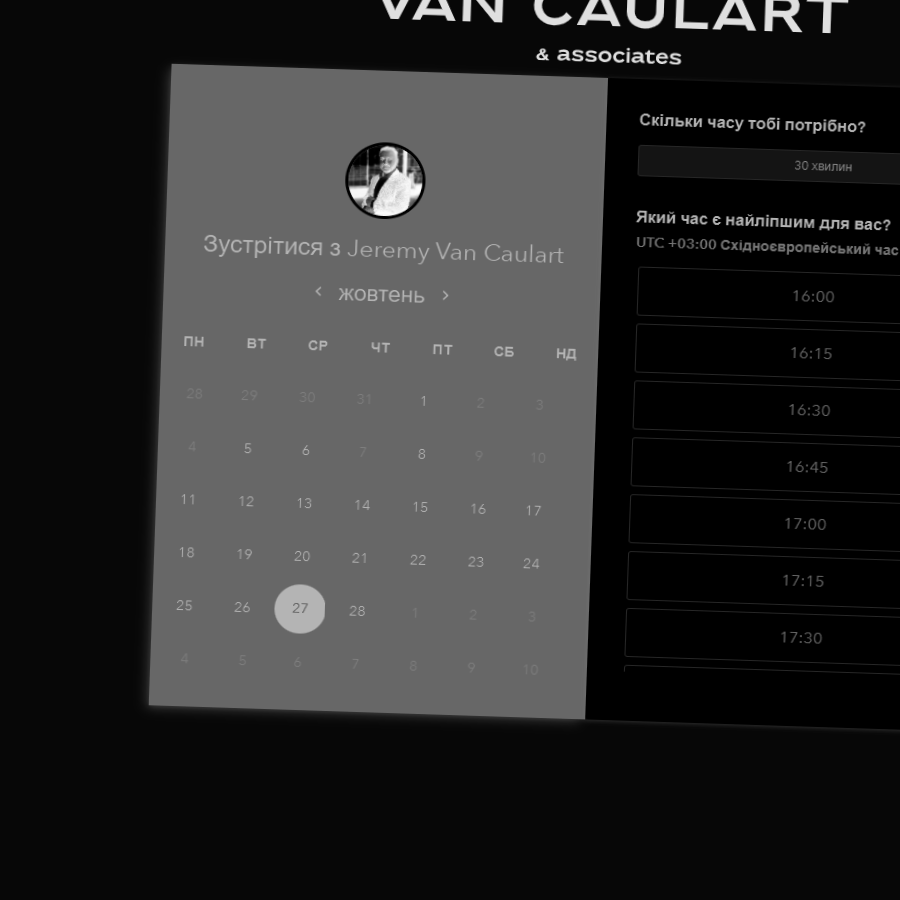 VAN CAULART
& associates
Зустрітися з Jeremy Van Caulart
жовтень
ПН ВТ СР ЧТ ПТ СБ НД
28 29 30 31 1 2 3
4 5 6 7 8 9 10
11 12 13 14 15 16 17
18 19 20 21 22 23 24
25 26 27 28 1 2 3
4 5 6 7 8 9 10
Скільки часу тобі потрібно?
30 хвилин
Який час є найліпшим для вас?
UTC +03:00 Східноєвропейський час
16:00
16:15
16:30
16:45
17:00
17:15
17:30